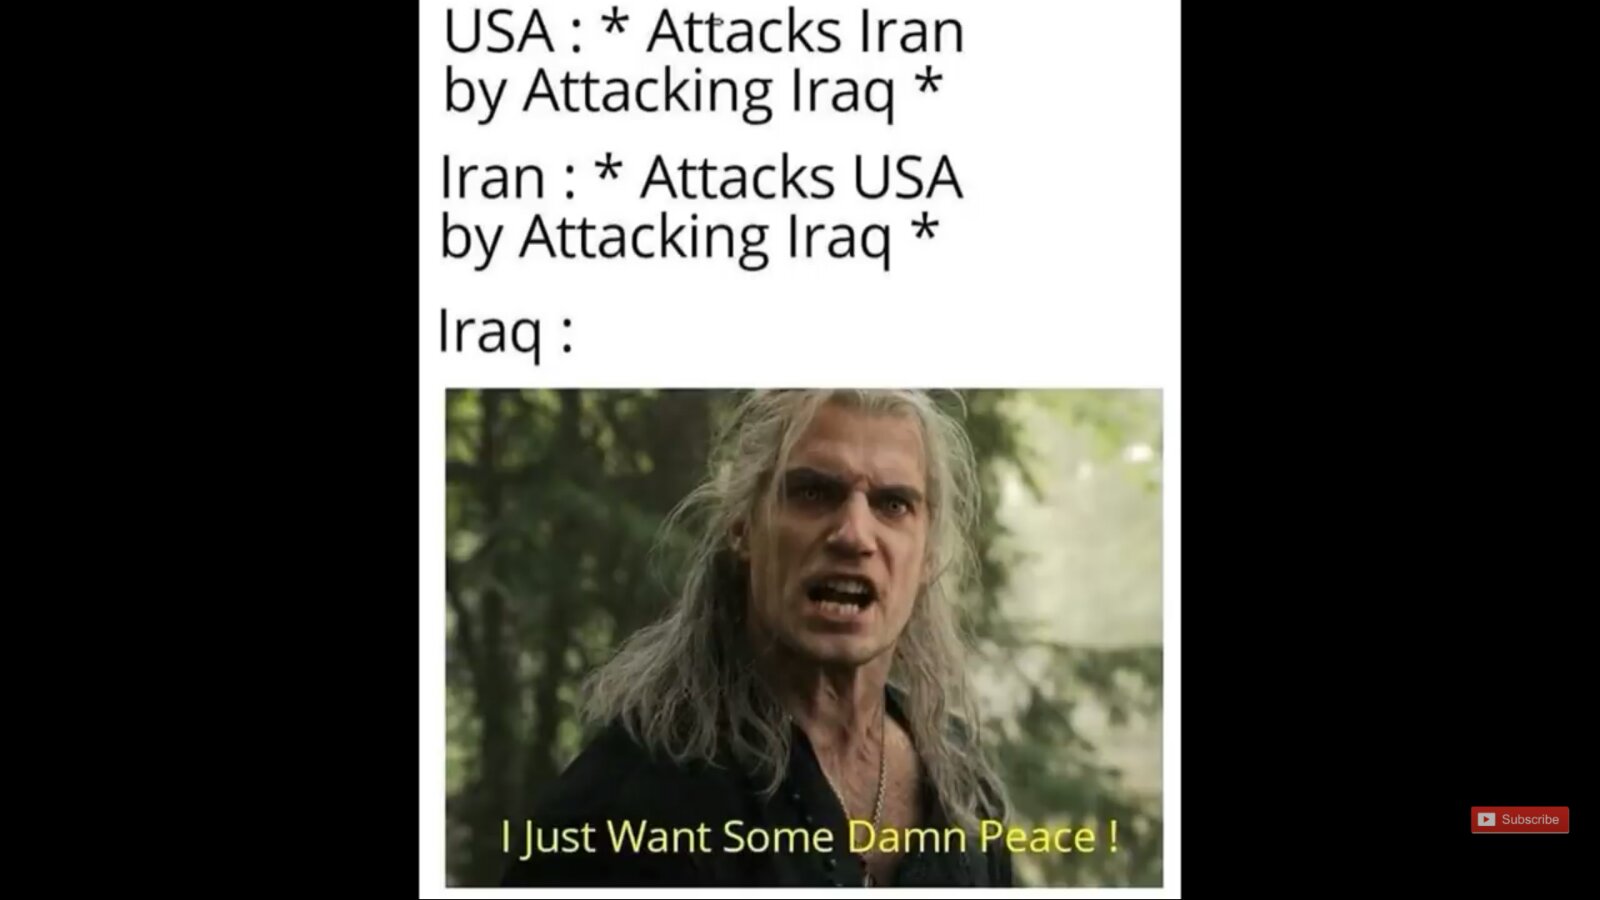 USA : * Attacks Iran
by Attacking Iraq *
Iran : * Attacks USA
by Attacking Iraq *
Iraq :
I Just Want Some Damn Peace !
Subscribe